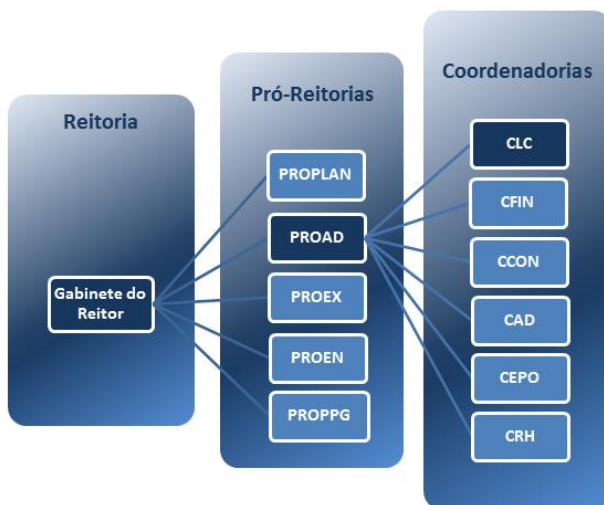 Reitoria
Gabinete do
Reitor
Pró-Reitorias
PROPLAN
PROAD
PROEX
PROEN
PROPPG
Coordenadorias
CLC
CFIN
CCON
CAD
CEPO
CRH